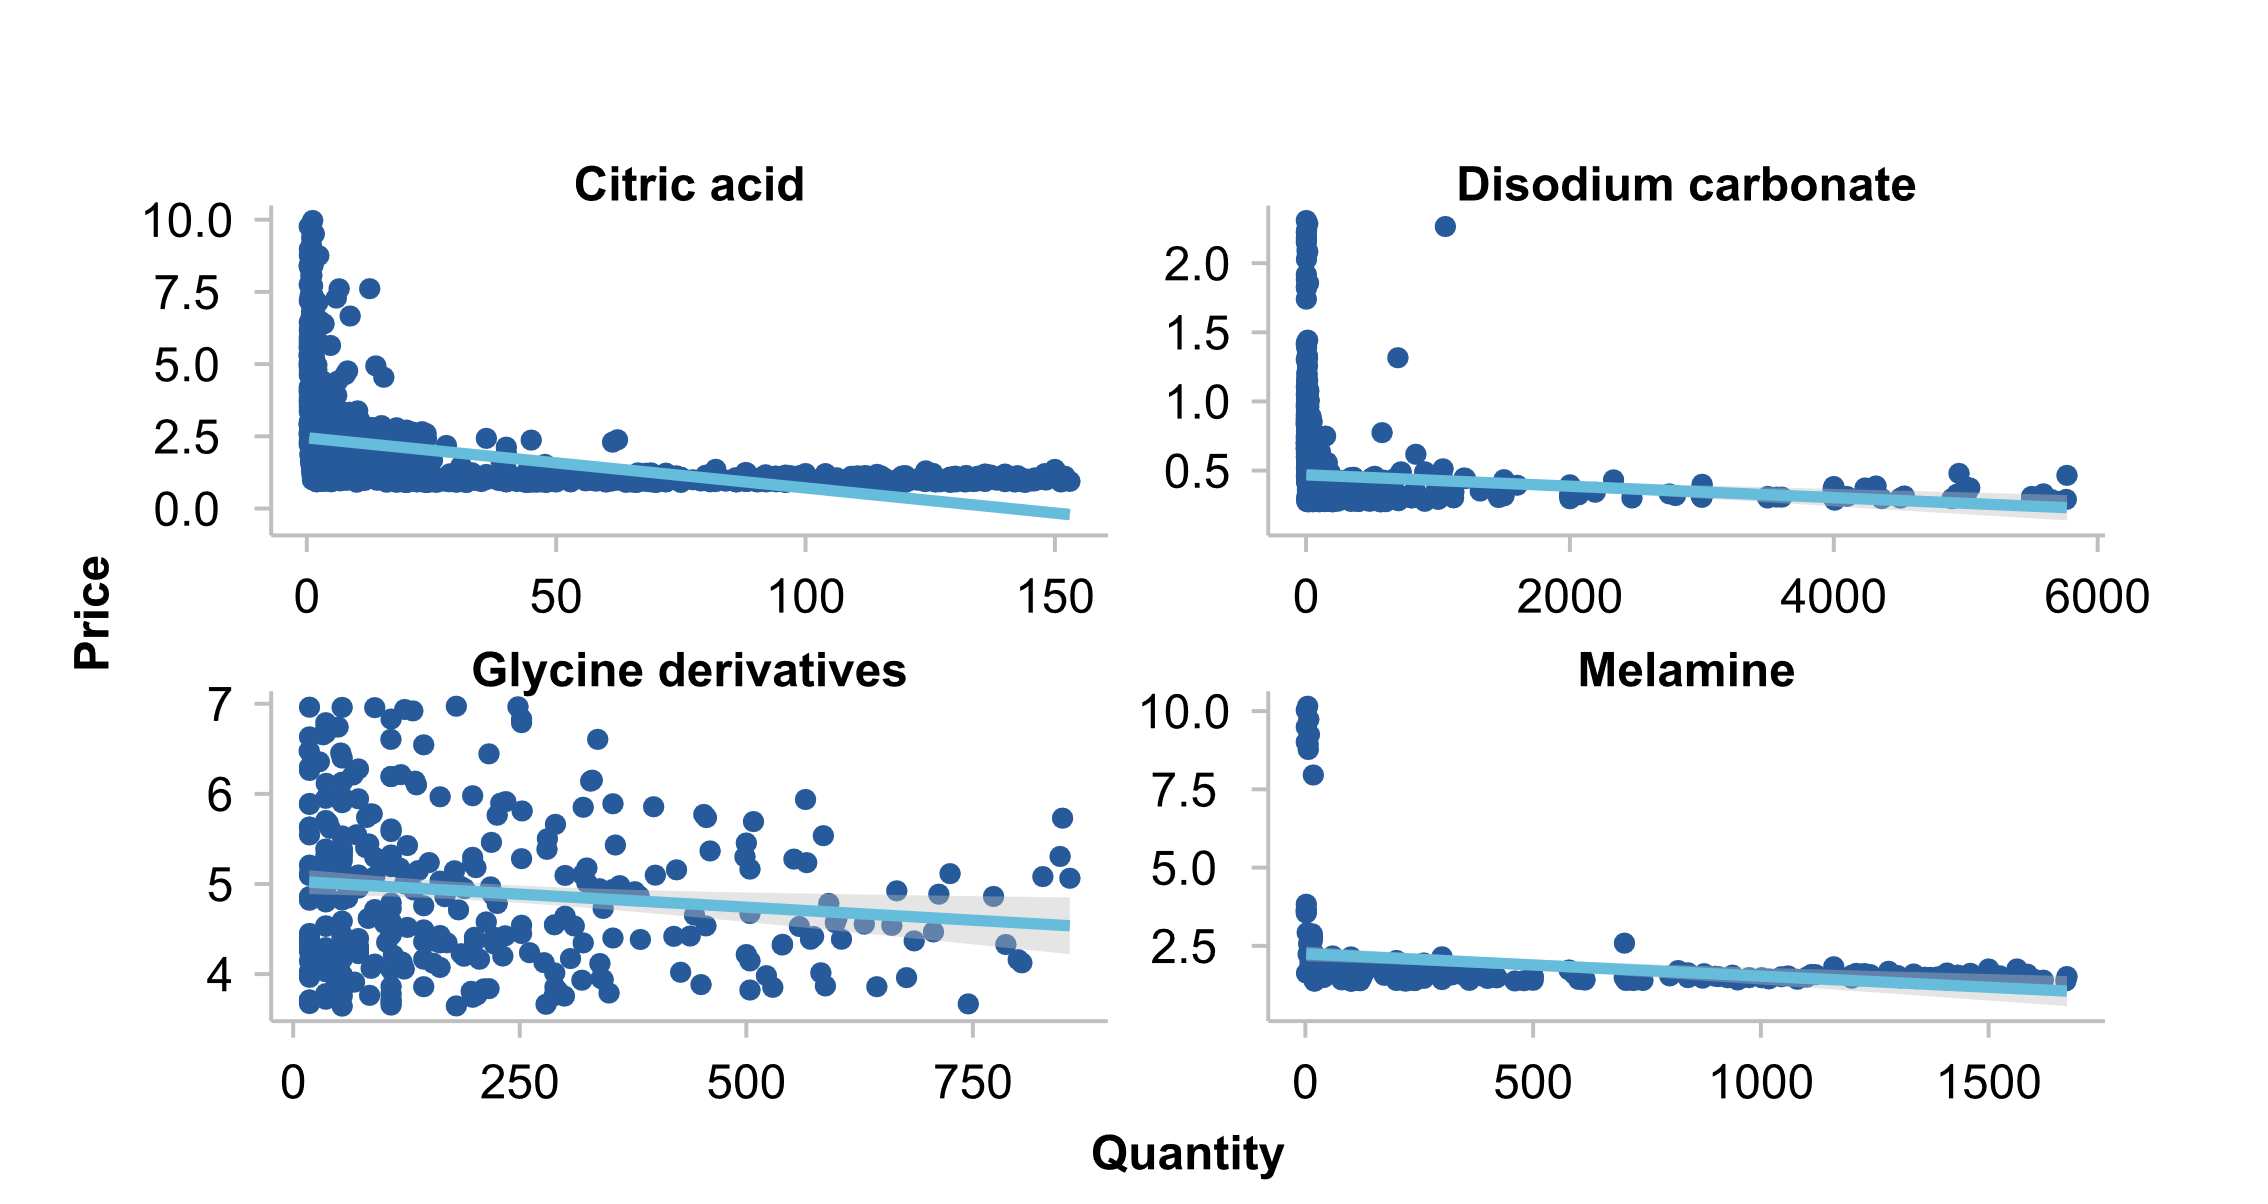 Citric acid
10.0
7.5
5.0
2.5
0.0
0 50 100 150
Disodium carbonate
2.0
1.5
1.0
0.5
0 2000 4000 6000
Price
Glycine derivatives
7
6
5
4
0 250 500 750
Melamine
10.0
7.5
5.0
2.5
0 500 1000 1500
Quantity